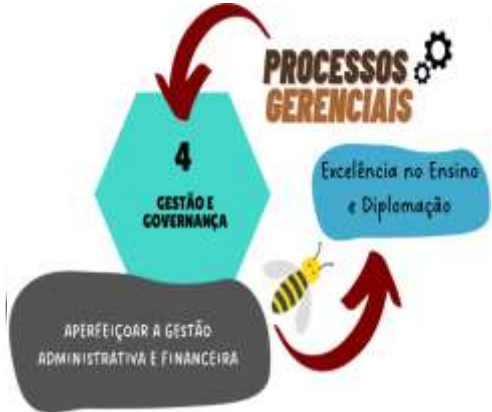 PROCESSOS
GERENCIAIS
4
GESTÃO E
GOVERNANÇA
Excelência no Ensino
e Diplomação
APERFEIÇOAR A GESTÃO
ADMINISTRATIVA E FINANCEIRA